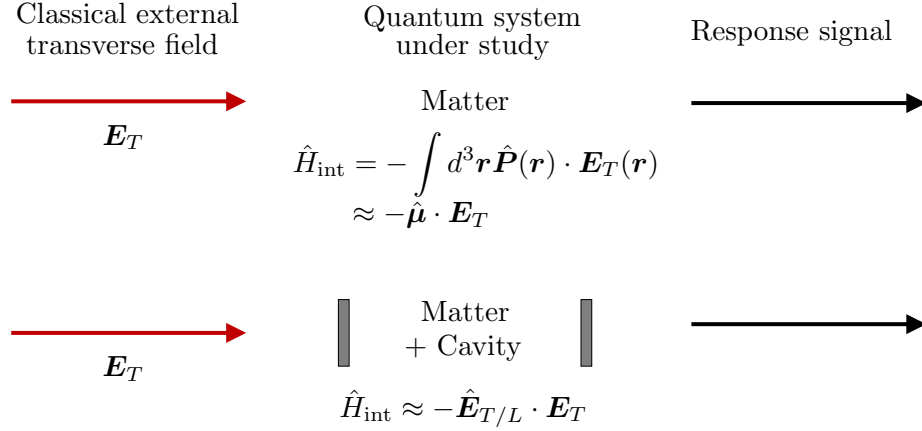 Classical external
transverse field
Quantum system
under study
Response signal
Matter
E_T
Ĥ_int = − ∫ d³r P̂(r) · E_T(r)
≈ −μ̂ · E_T
Matter
+ Cavity
E_T
Ĥ_int ≈ −Ê_{T/L} · E_T